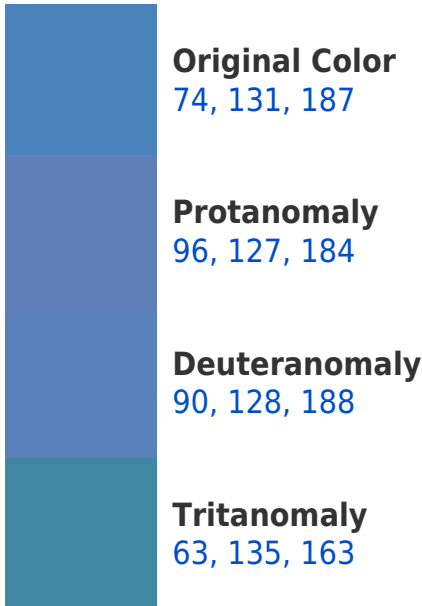 Original Color
74, 131, 187
Protanomaly
96, 127, 184
Deuteranomaly
90, 128, 188
Tritanomaly
63, 135, 163